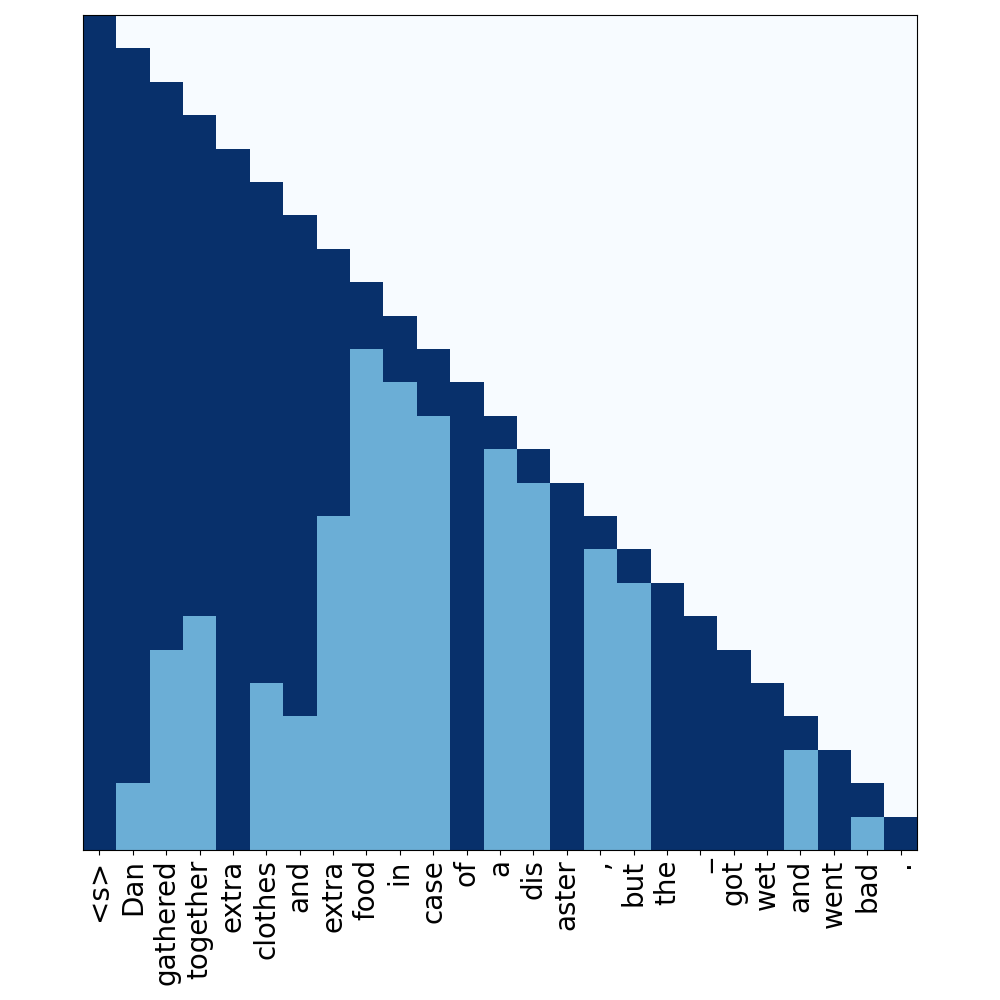 <s>
Dan
gathered
together
extra
clothes
and
extra
food
in
case
of
a
dis
aster
,
but
the
_
got
wet
and
went
bad
.